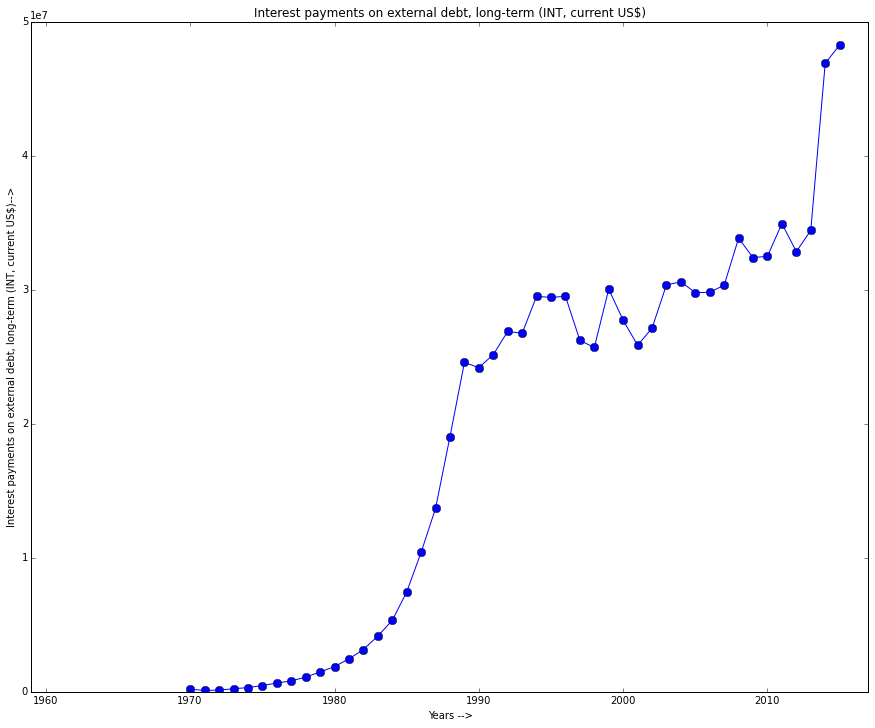 Interest payments on external debt, long-term (INT, current US$)
1e7
5
4
3
2
1
0
Interest payments on external debt, long-term (INT, current US$)-->
1960 1970 1980 1990 2000 2010
Years -->